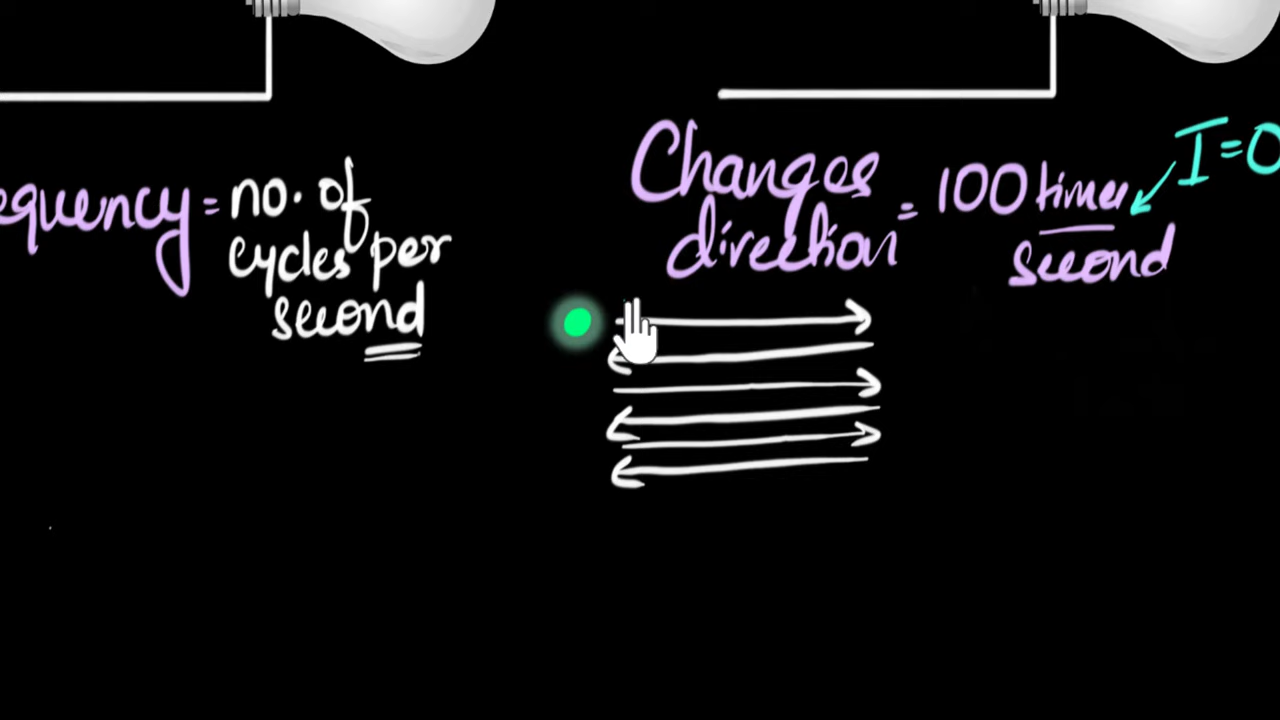 equency = no. of
cycles per
second
Changes
direction = 100 times
second
I=0